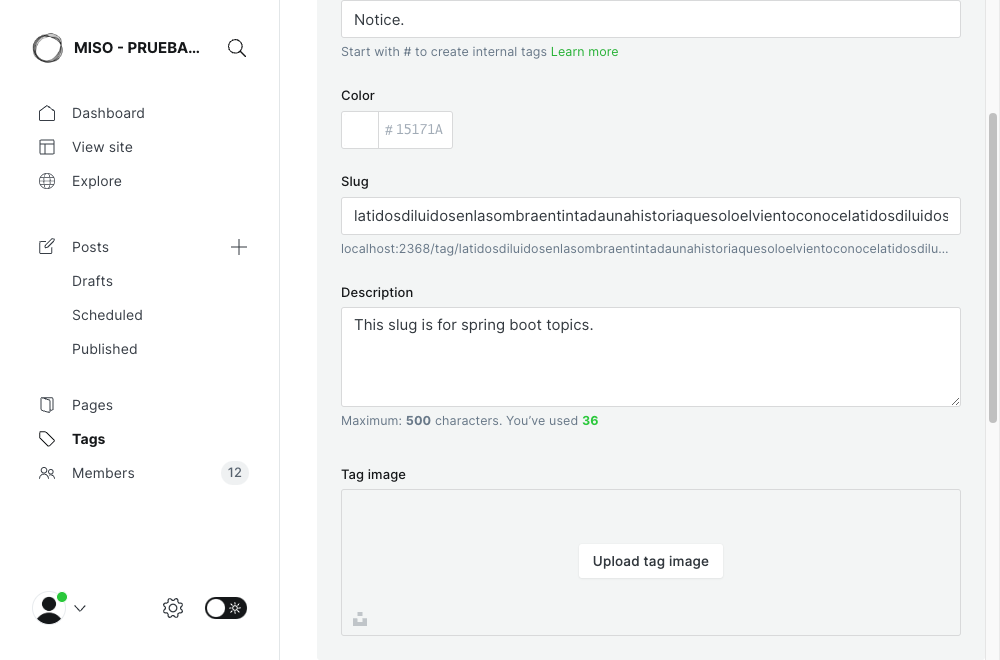 MISO - PRUEBA...
Dashboard
View site
Explore
Posts
Drafts
Scheduled
Published
Pages
Tags
Members
12
Notice.
Start with # to create internal tags Learn more
Color
# 15171A
Slug
latidosdiluidosenlasombraentintadaunahistoriaquesoloelvientoconocelatidosdiluidos
localhost:2368/tag/latidosdiluidosenlasombraentintadaunahistoriaquesoloelvientoconocelatidosdilu...
Description
This slug is for spring boot topics.
Maximum: 500 characters. You’ve used 36
Tag image
Upload tag image